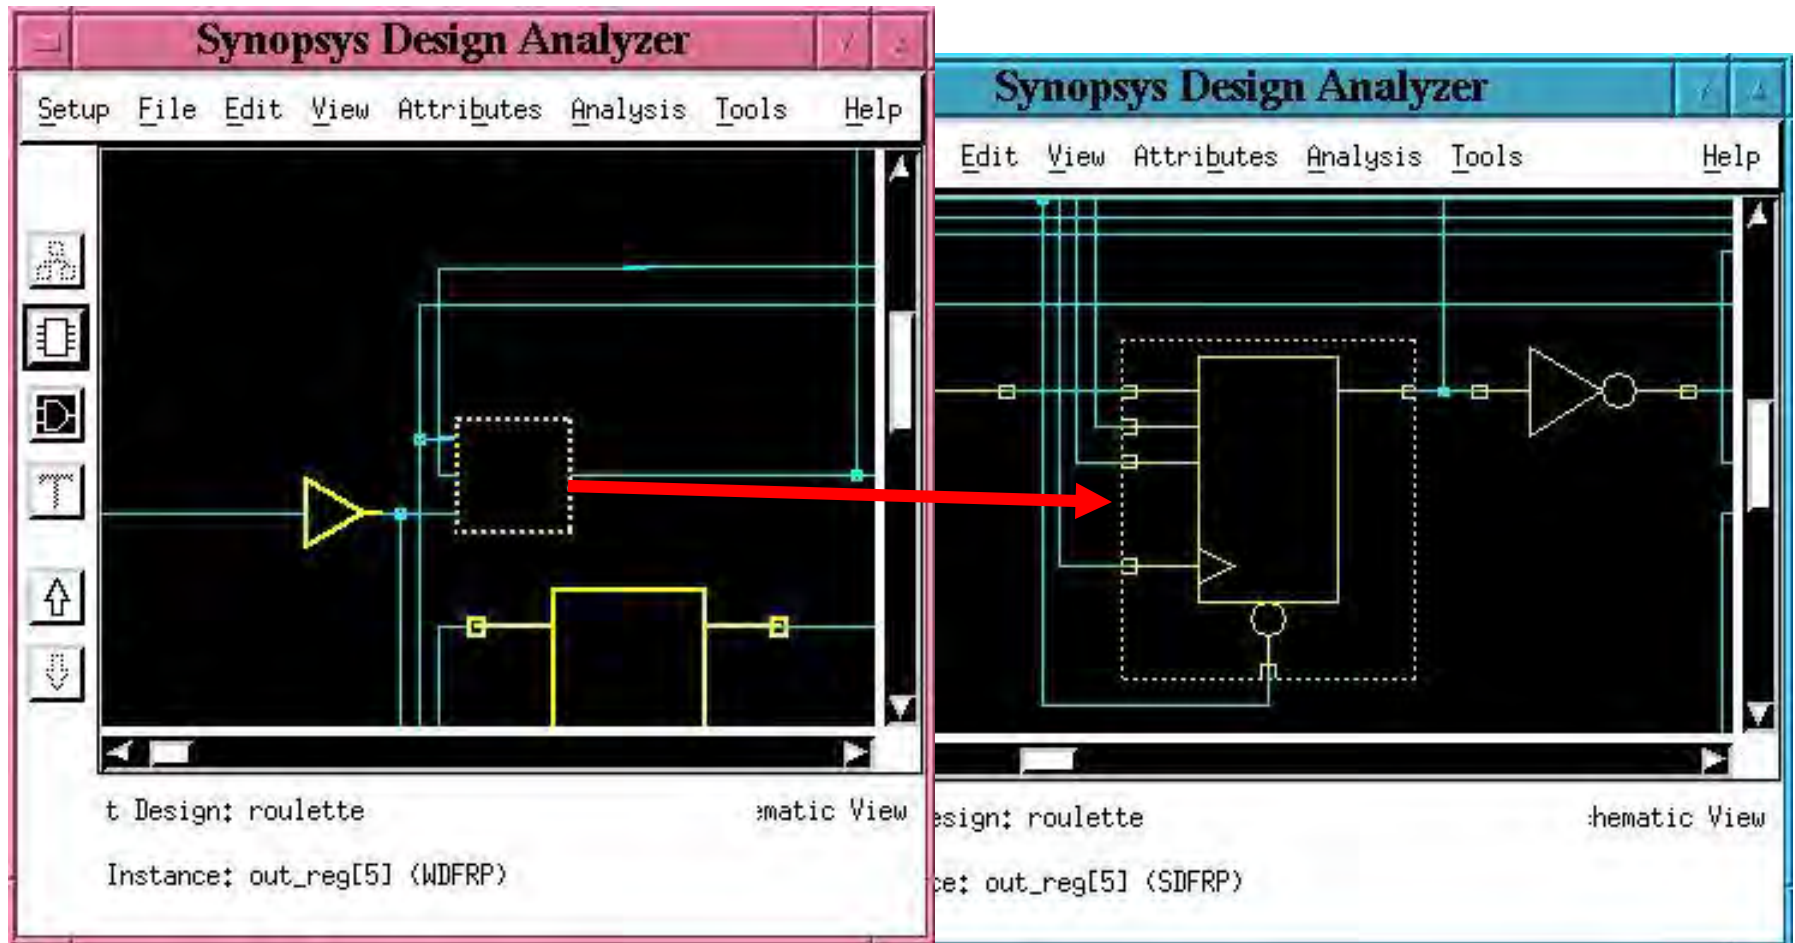 Synopsys Design Analyzer
Setup File Edit View Attributes Analysis Tools Help
t Design: roulette
ematic View
Instance: out_reg[5] (WDFRP)
Synopsys Design Analyzer
Edit View Attributes Analysis Tools Help
esign: roulette
hematic View
ce: out_reg[5] (SDFRP)